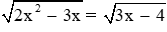 √(2x² − 3x) = √(3x − 4)